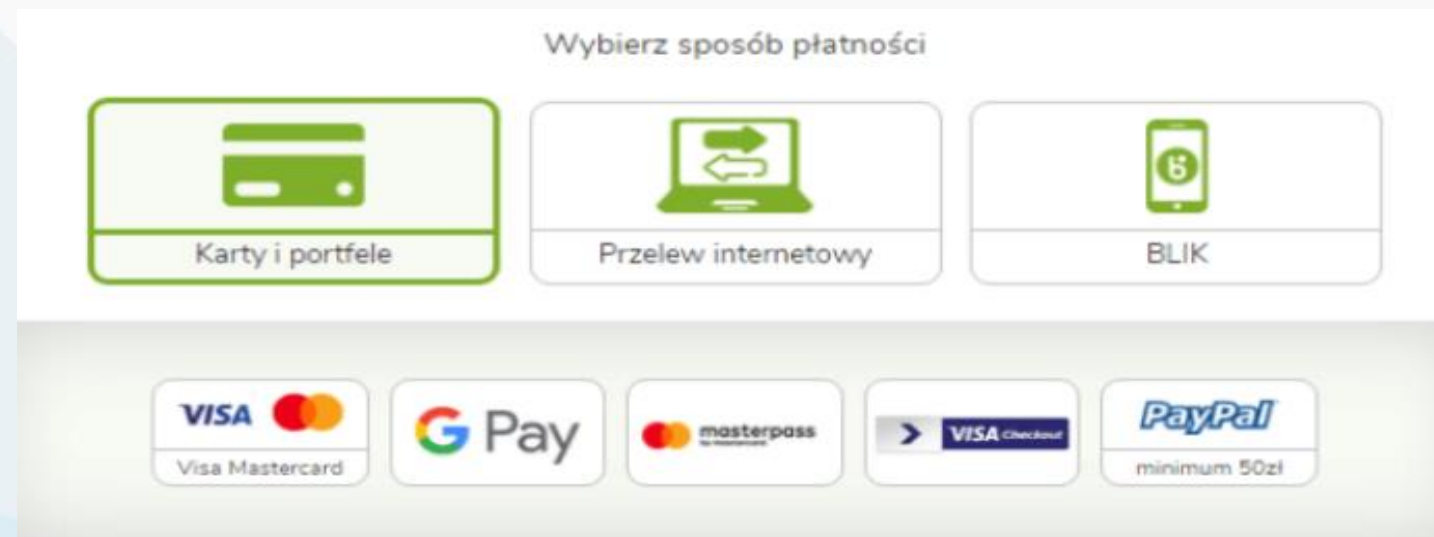 Wybierz sposób płatności
Karty i portfele
Przelew internetowy
BLIK
VISA
Visa Mastercard
G Pay
masterpass
VISA Checkout
PayPal
minimum 50zł